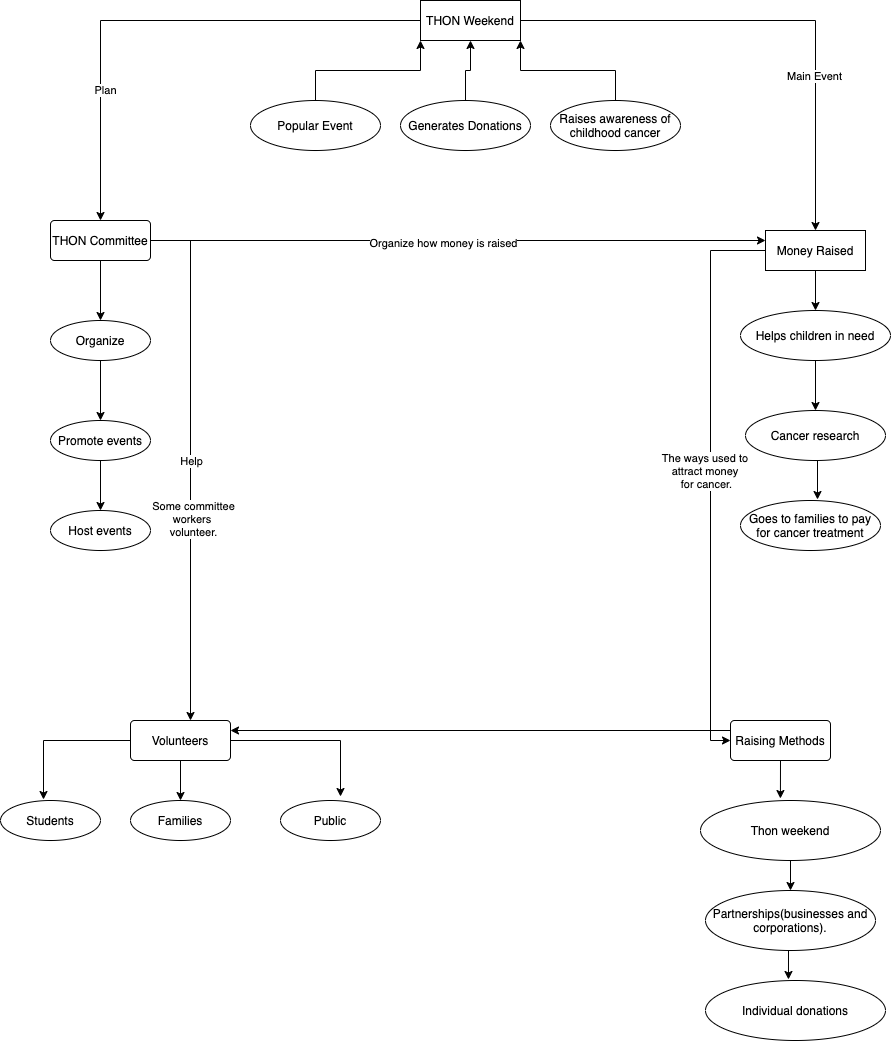 THON Weekend
Plan
Main Event
Popular Event
Generates Donations
Raises awareness of
childhood cancer
THON Committee
Organize how money is raised
Money Raised
Organize
Helps children in need
Promote events
Cancer research
Help
The ways used to
attract money
for cancer.
Some committee
workers
volunteer.
Host events
Goes to families to pay
for cancer treatment
Volunteers
Raising Methods
Students
Families
Public
Thon weekend
Partnerships(businesses and
corporations).
Individual donations